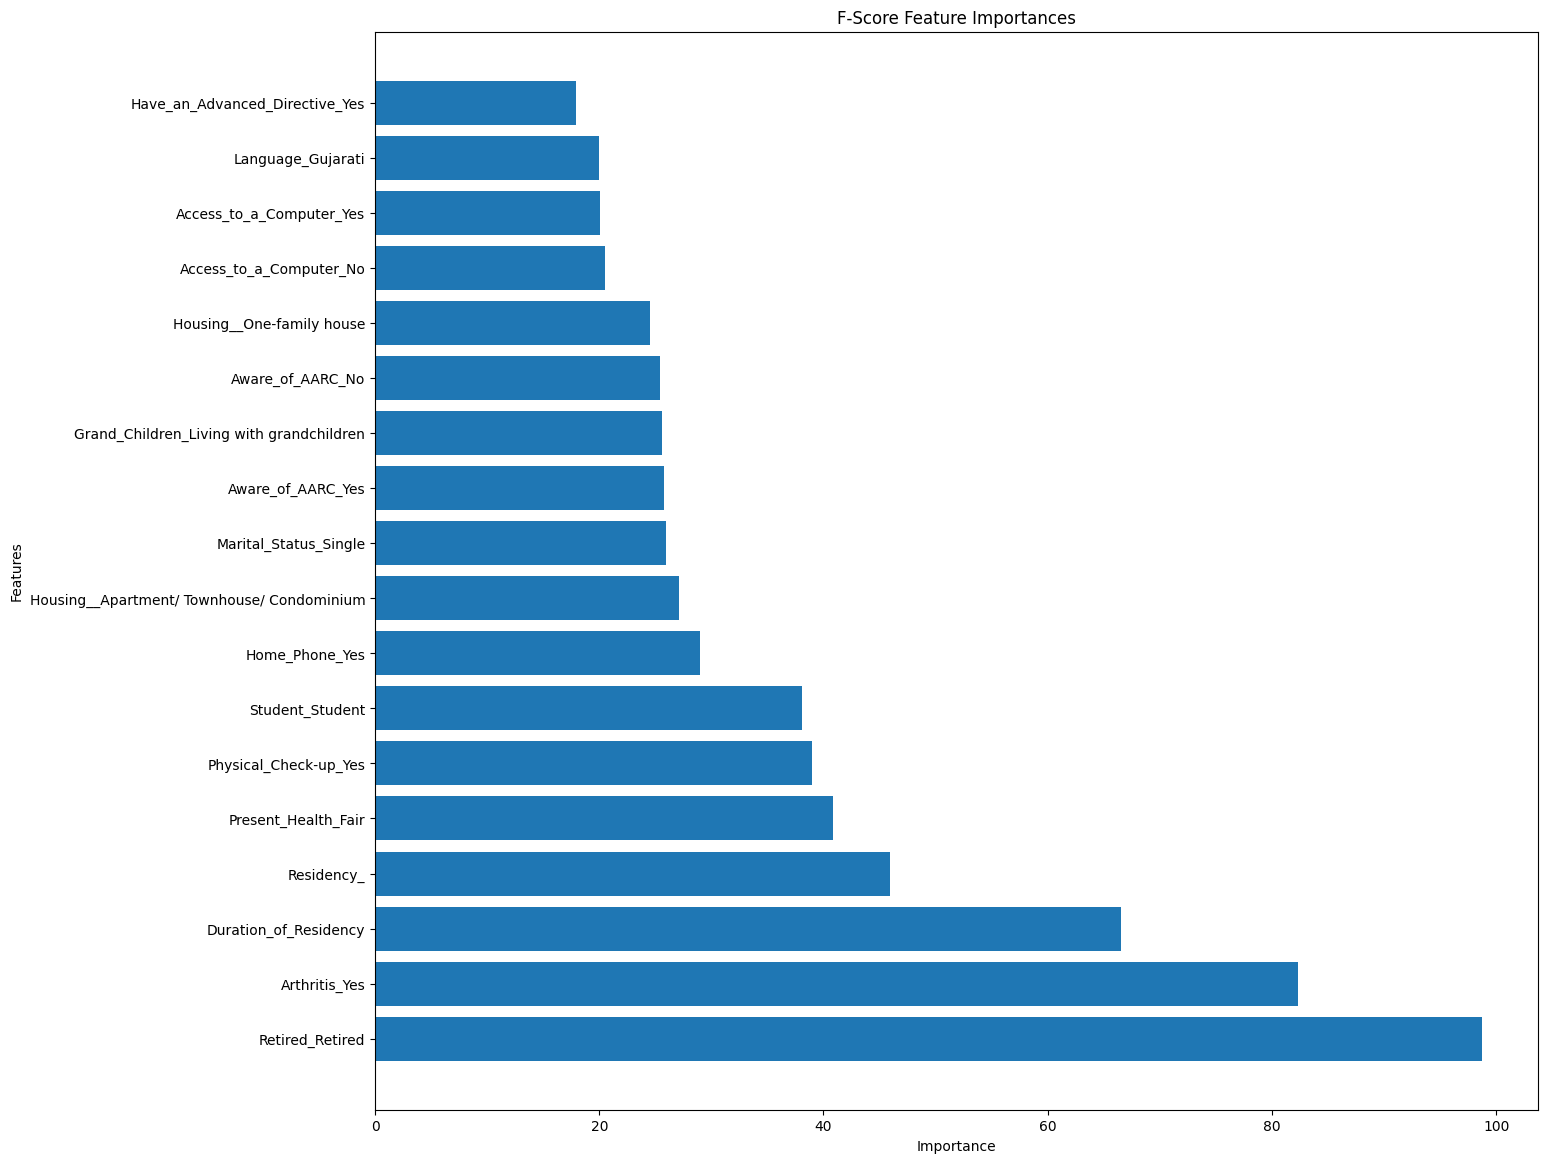 F-Score Feature Importances
Have_an_Advanced_Directive_Yes
Language_Gujarati
Access_to_a_Computer_Yes
Access_to_a_Computer_No
Housing__One-family house
Aware_of_AARC_No
Grand_Children_Living with grandchildren
Aware_of_AARC_Yes
Marital_Status_Single
Features
Housing__Apartment/ Townhouse/ Condominium
Home_Phone_Yes
Student_Student
Physical_Check-up_Yes
Present_Health_Fair
Residency_
Duration_of_Residency
Arthritis_Yes
Retired_Retired
0 20 40 60 80 100
Importance